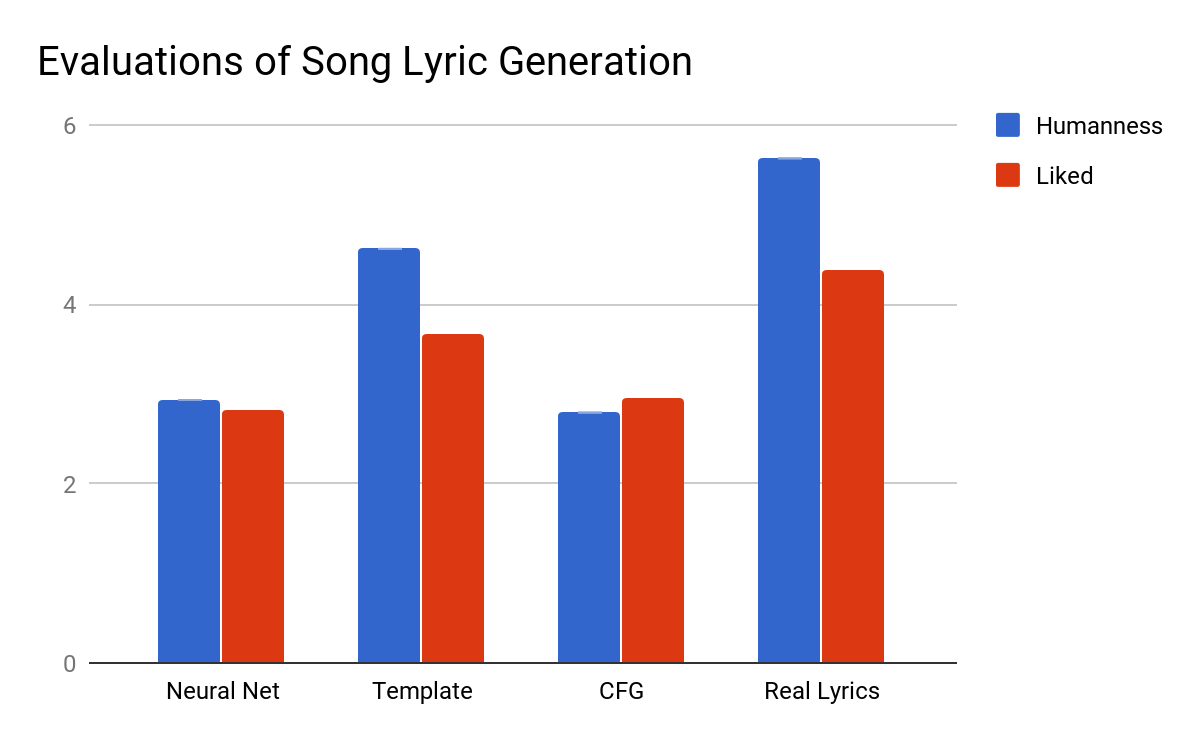 Evaluations of Song Lyric Generation
6
4
2
0
Humanness
Liked
Neural Net
Template
CFG
Real Lyrics